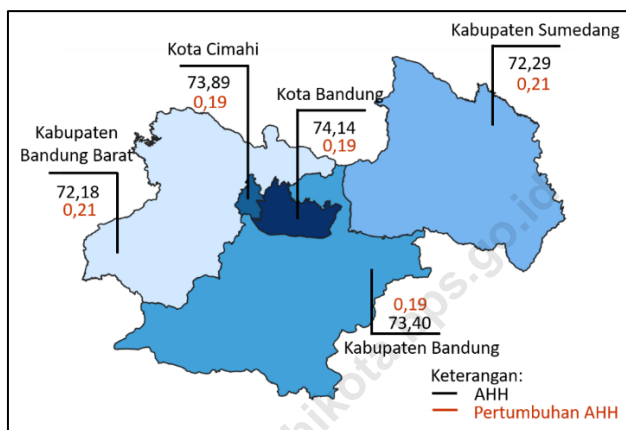 Kabupaten Sumedang
72,29
0,21
Kota Cimahi
73,89
0,19
Kota Bandung
74,14
0,19
Kabupaten
Bandung Barat
72,18
0,21
0,19
73,40
Kabupaten Bandung
Keterangan:
AHH
Pertumbuhan AHH